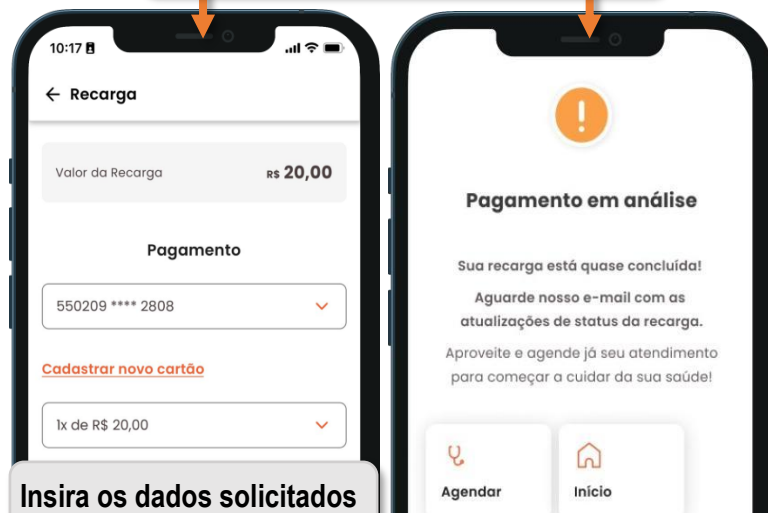 10:17
← Recarga
Valor da Recarga R$ 20,00
Pagamento
550209 **** 2808
Cadastrar novo cartão
1x de R$ 20,00
Insira os dados solicitados
!
Pagamento em análise
Sua recarga está quase concluída!
Aguarde nosso e-mail com as
atualizações de status da recarga.
Aproveite e agende já seu atendimento
para começar a cuidar da sua saúde!
Agendar Início